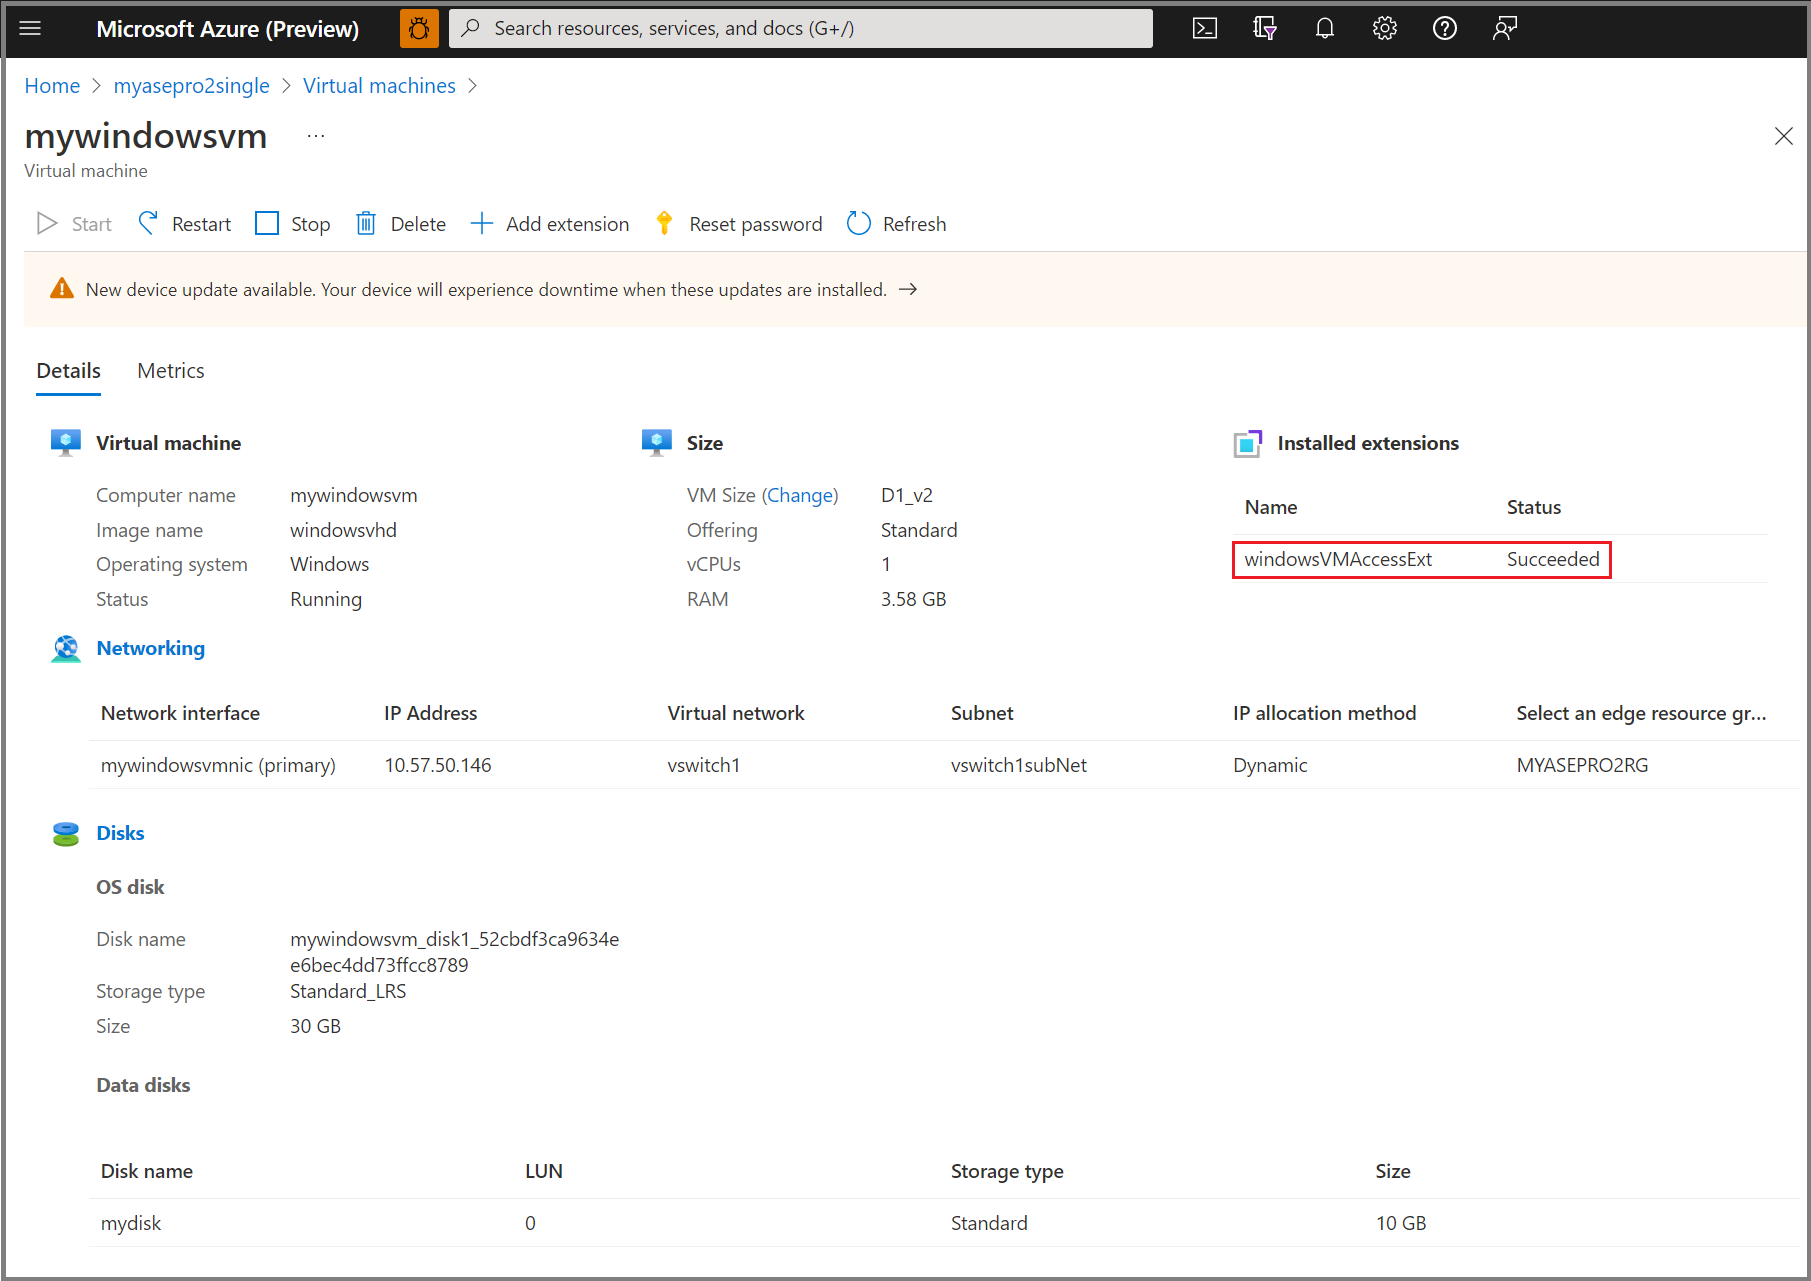 Microsoft Azure (Preview)
Search resources, services, and docs (G+/)
Home > myasepro2single > Virtual machines >
mywindowsvm ...
Virtual machine
Start Restart Stop Delete Add extension Reset password Refresh
New device update available. Your device will experience downtime when these updates are installed. →
Details Metrics
Virtual machine
Computer name mywindowsvm
Image name windowsvhd
Operating system Windows
Status Running
Size
VM Size (Change) D1_v2
Offering Standard
vCPUs 1
RAM 3.58 GB
Installed extensions
Name Status
windowsVMAccessExt Succeeded
Networking
Network interface IP Address Virtual network Subnet IP allocation method Select an edge resource gr...
mywindowsvmnic (primary) 10.57.50.146 vswitch1 vswitch1subNet Dynamic MYASEPRO2RG
Disks
OS disk
Disk name mywindowsvm_disk1_52cbdf3ca9634e
e6bec4dd73ffcc8789
Storage type Standard_LRS
Size 30 GB
Data disks
Disk name LUN Storage type Size
mydisk 0 Standard 10 GB